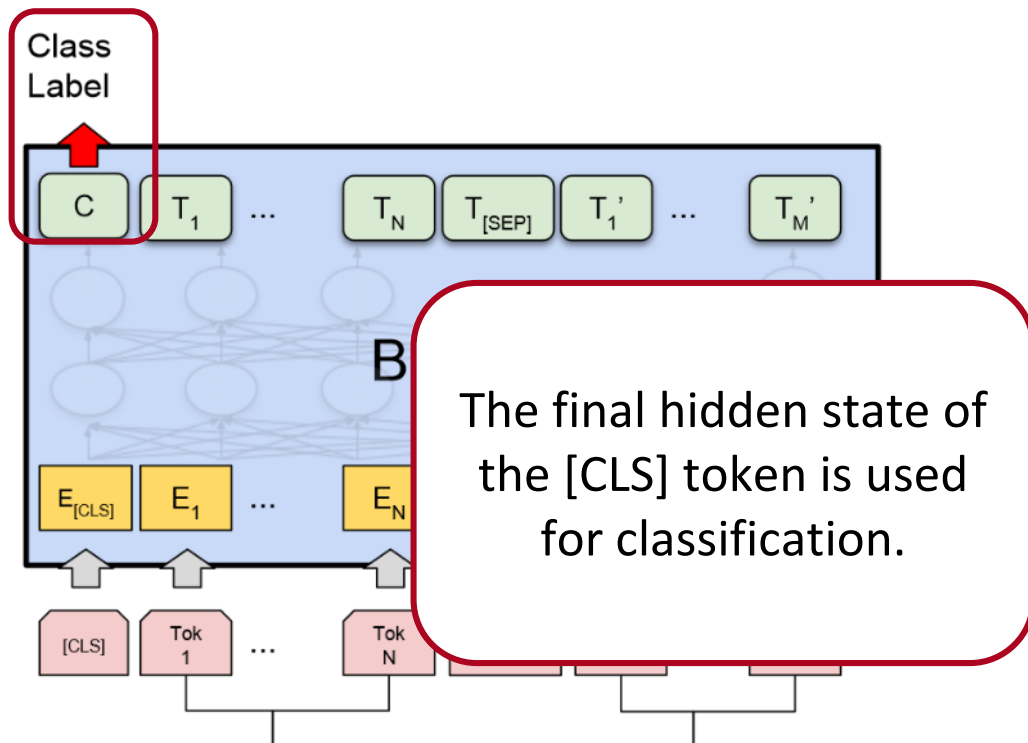 Class
Label
C T1 ... TN T[SEP] T1’ ... TM’
B
The final hidden state of
the [CLS] token is used
for classification.
E[CLS] E1 ... EN
[CLS] Tok 1 ... Tok N